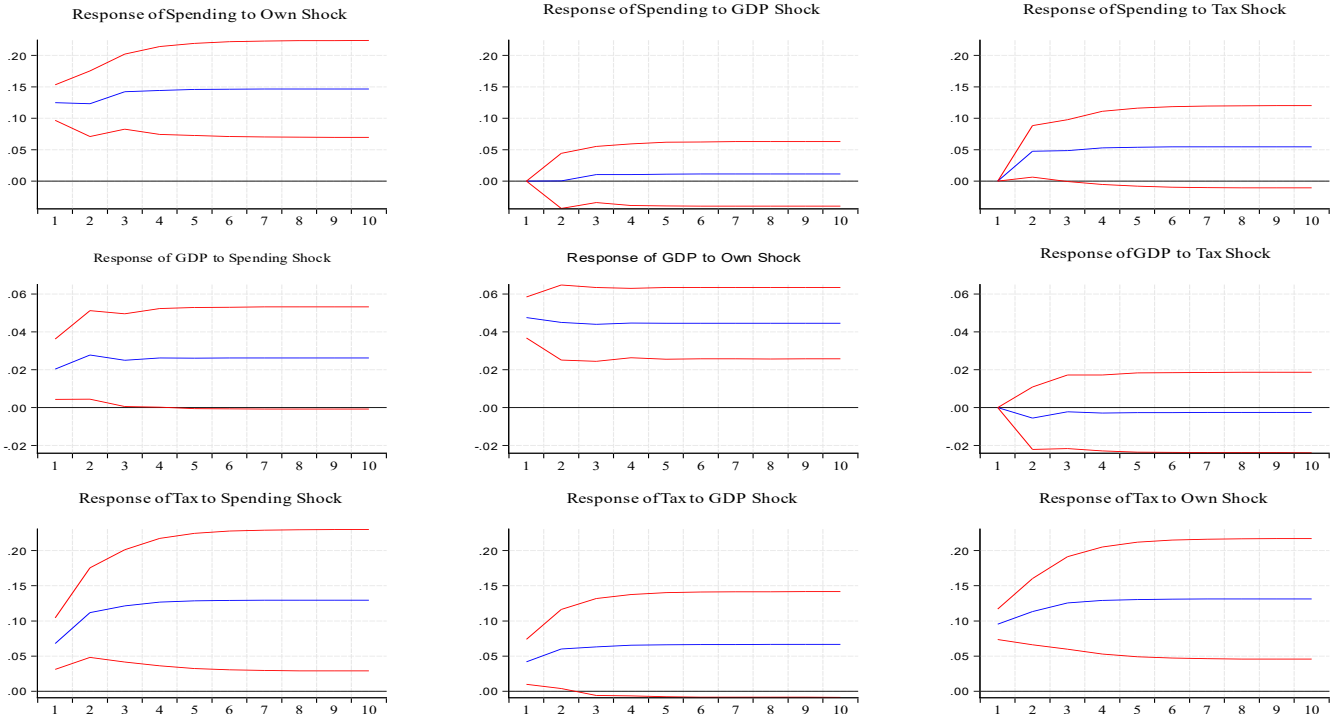 Response of Spending to Own Shock
.20
.15
.10
.05
.00
1 2 3 4 5 6 7 8 9 10
Response of Spending to GDP Shock
.20
.15
.10
.05
.00
1 2 3 4 5 6 7 8 9 10
Response of Spending to Tax Shock
.20
.15
.10
.05
.00
1 2 3 4 5 6 7 8 9 10
Response of GDP to Spending Shock
.06
.04
.02
.00
-.02
1 2 3 4 5 6 7 8 9 10
Response of GDP to Own Shock
.06
.04
.02
.00
-.02
1 2 3 4 5 6 7 8 9 10
Response of GDP to Tax Shock
.06
.04
.02
.00
-.02
1 2 3 4 5 6 7 8 9 10
Response of Tax to Spending Shock
.20
.15
.10
.05
.00
1 2 3 4 5 6 7 8 9 10
Response of Tax to GDP Shock
.20
.15
.10
.05
.00
1 2 3 4 5 6 7 8 9 10
Response of Tax to Own Shock
.20
.15
.10
.05
.00
1 2 3 4 5 6 7 8 9 10